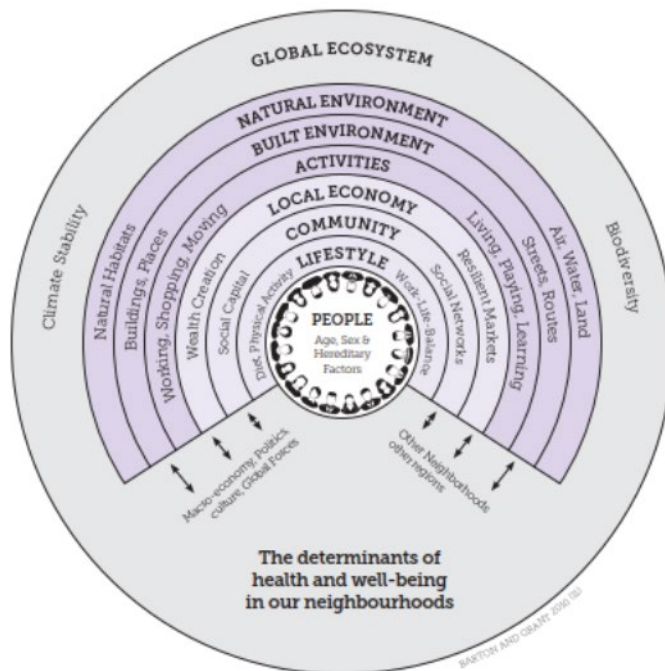 GLOBAL ECOSYSTEM
NATURAL ENVIRONMENT
BUILT ENVIRONMENT
ACTIVITIES
LOCAL ECONOMY
COMMUNITY
LIFESTYLE
PEOPLE
Age, Sex &
Hereditary
Factors
Climate Stability
Natural Habitats
Buildings, Places
Working, Shopping, Moving
Wealth Creation
Social Capital
Diet Physical Activity
Work-Life-Balance
Social Networks
Resilient Markets
Living, Playing, Learning
Streets, Routes
Air, Water, Land
Biodiversity
Macro-economy, Politics,
culture, Global Forces
Other Neighborhoods
other regions
The determinants of
health and well-being
in our neighbourhoods
BARTON AND GRANT 2010